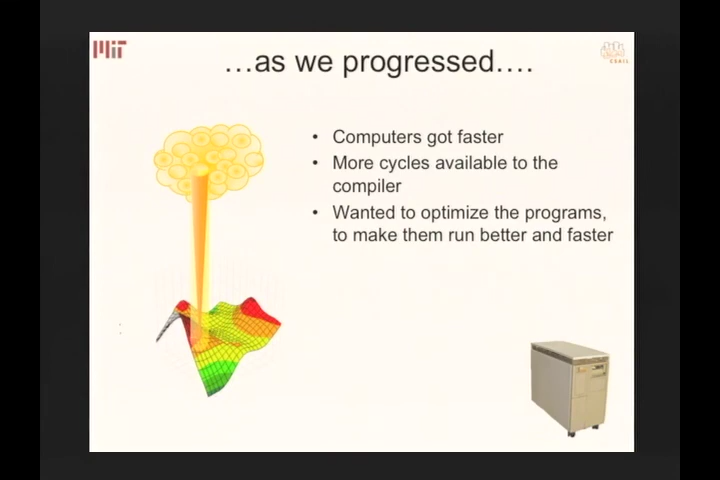 MIT
CSAIL
…as we progressed….
• Computers got faster
• More cycles available to the
compiler
• Wanted to optimize the programs,
to make them run better and faster